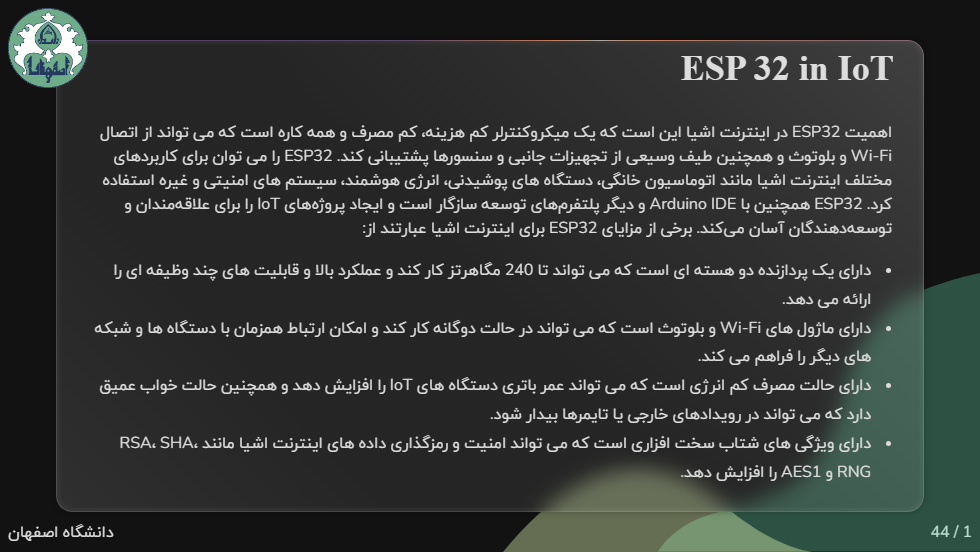 ESP 32 in IoT
اهمیت ESP32 در اینترنت اشیا این است که یک میکروکنترلر کم هزینه، کم مصرف و همه کاره است که می تواند از اتصال
Wi-Fi و بلوتوث و همچنین طیف وسیعی از تجهیزات جانبی و سنسورها پشتیبانی کند. ESP32 را می توان برای کاربردهای
مختلف اینترنت اشیا مانند اتوماسیون خانگی، دستگاه های پوشیدنی، انرژی هوشمند، سیستم های امنیتی و غیره استفاده
کرد. ESP32 همچنین با Arduino IDE و دیگر پلتفرم‌های توسعه سازگار است و ایجاد پروژه‌های IoT را برای علاقه‌مندان و
توسعه‌دهندگان آسان می‌کند. برخی از مزایای ESP32 برای اینترنت اشیا عبارتند از:
• دارای یک پردازنده دو هسته ای است که می تواند تا 240 مگاهرتز کار کند و عملکرد بالا و قابلیت های چند وظیفه ای را
ارائه می دهد.
• دارای ماژول های Wi-Fi و بلوتوث است که می تواند در حالت دوگانه کار کند و امکان ارتباط همزمان با دستگاه ها و شبکه
های دیگر را فراهم می کند.
• دارای حالت مصرف کم انرژی است که می تواند عمر باتری دستگاه های IoT را افزایش دهد و همچنین حالت خواب عمیق
دارد که می تواند در رویدادهای خارجی یا تایمرها بیدار شود.
• دارای ویژگی های شتاب سخت افزاری است که می تواند امنیت و رمزگذاری داده های اینترنت اشیا مانند RSA، SHA،
RNG و AES1 را افزایش دهد.
دانشگاه اصفهان
44 / 1